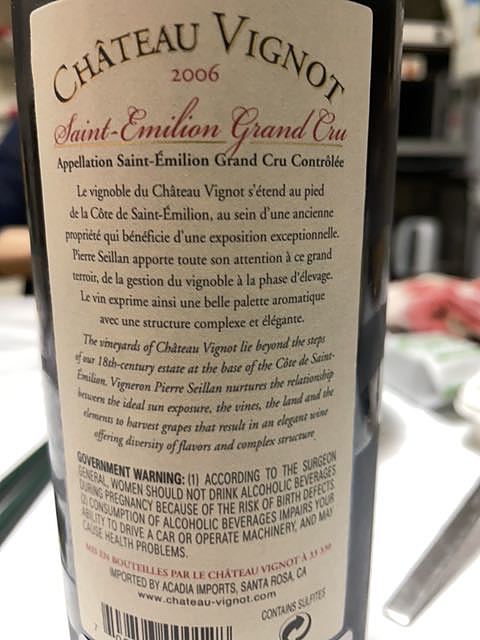 CHÂTEAU VIGNOT
2006
Saint-Émilion Grand Cru
Appellation Saint-Émilion Grand Cru Contrôlée
Le vignoble du Château Vignot s'étend au pied
de la Côte de Saint-Émilion, au sein d'une ancienne
propriété qui bénéficie d'une exposition exceptionnelle.
Pierre Seillan apporte toute son attention à ce grand
terroir, de la gestion du vignoble à la phase d'élevage.
Le vin exprime ainsi une belle palette aromatique
avec une structure complexe et élégante.
The vineyards of Château Vignot lie beyond the steps
of our 18th-century estate at the base of the Côte de Saint-
Émilion. Vigneron Pierre Seillan nurtures the relationship
between the ideal sun exposure, the vines, the land and the
elements to harvest grapes that result in an elegant wine
offering diversity of flavors and complex structure
GOVERNMENT WARNING: (1) ACCORDING TO THE SURGEON
GENERAL, WOMEN SHOULD NOT DRINK ALCOHOLIC BEVERAGES
DURING PREGNANCY BECAUSE OF THE RISK OF BIRTH DEFECTS.
CONSUMPTION OF ALCOHOLIC BEVERAGES IMPAIRS YOUR
ABILITY TO DRIVE A CAR OR OPERATE MACHINERY, AND MAY
CAUSE HEALTH PROBLEMS.
MIS EN BOUTEILLES PAR LE CHÂTEAU VIGNOT À 33 330
IMPORTED BY ACADIA IMPORTS, SANTA ROSA, CA
www.chateau-vignot.com
CONTAINS SULFITES